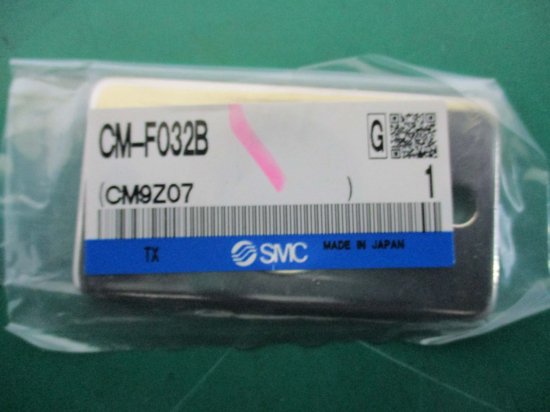 CM-F032B
G
(CM9Z07 )
1
TX
SMC
MADE IN JAPAN